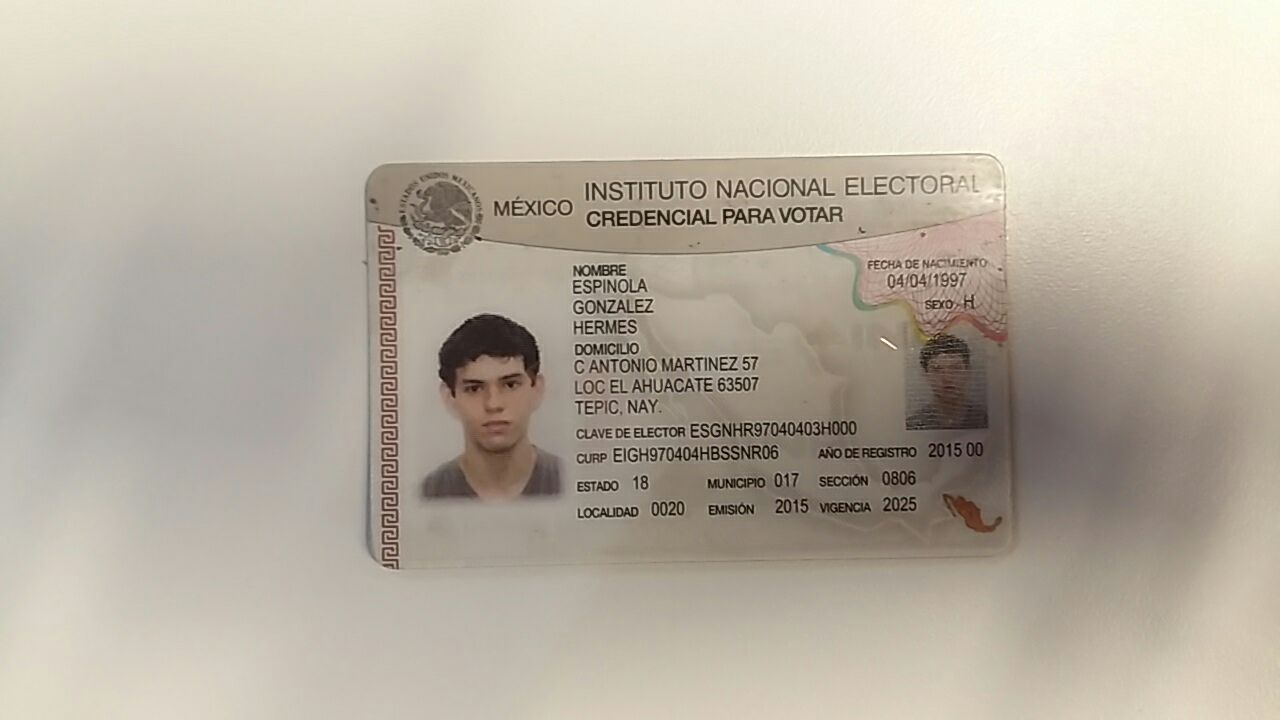 ESTADOS UNIDOS MEXICANOS
MÉXICO
INSTITUTO NACIONAL ELECTORAL
CREDENCIAL PARA VOTAR
FECHA DE NACIMIENTO
04/04/1997
SEXO H
NOMBRE
ESPINOLA
GONZALEZ
HERMES
DOMICILIO
C ANTONIO MARTINEZ 57
LOC EL AHUACATE 63507
TEPIC, NAY.
CLAVE DE ELECTOR ESGNHR97040403H000
CURP EIGH970404HBSSNR06 AÑO DE REGISTRO 2015 00
ESTADO 18 MUNICIPIO 017 SECCIÓN 0806
LOCALIDAD 0020 EMISIÓN 2015 VIGENCIA 2025